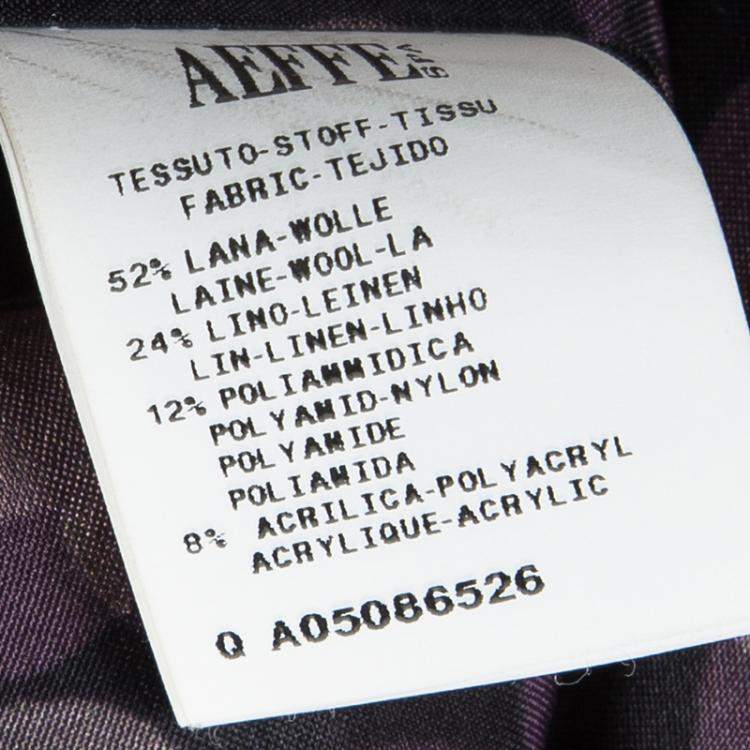 AEFFE SPA
TESSUTO-STOFF-TISSU
FABRIC-TEJIDO
52% LANA-WOLLE
LAINE-WOOL-LA
24% LINO-LEINEN
LIN-LINEN-LINHO
12% POLIAMMIDICA
POLYAMID-NYLON
POLYAMIDE
POLIAMIDA
8% ACRILICA-POLYACRYL
ACRYLIQUE-ACRYLIC
Q A05086526